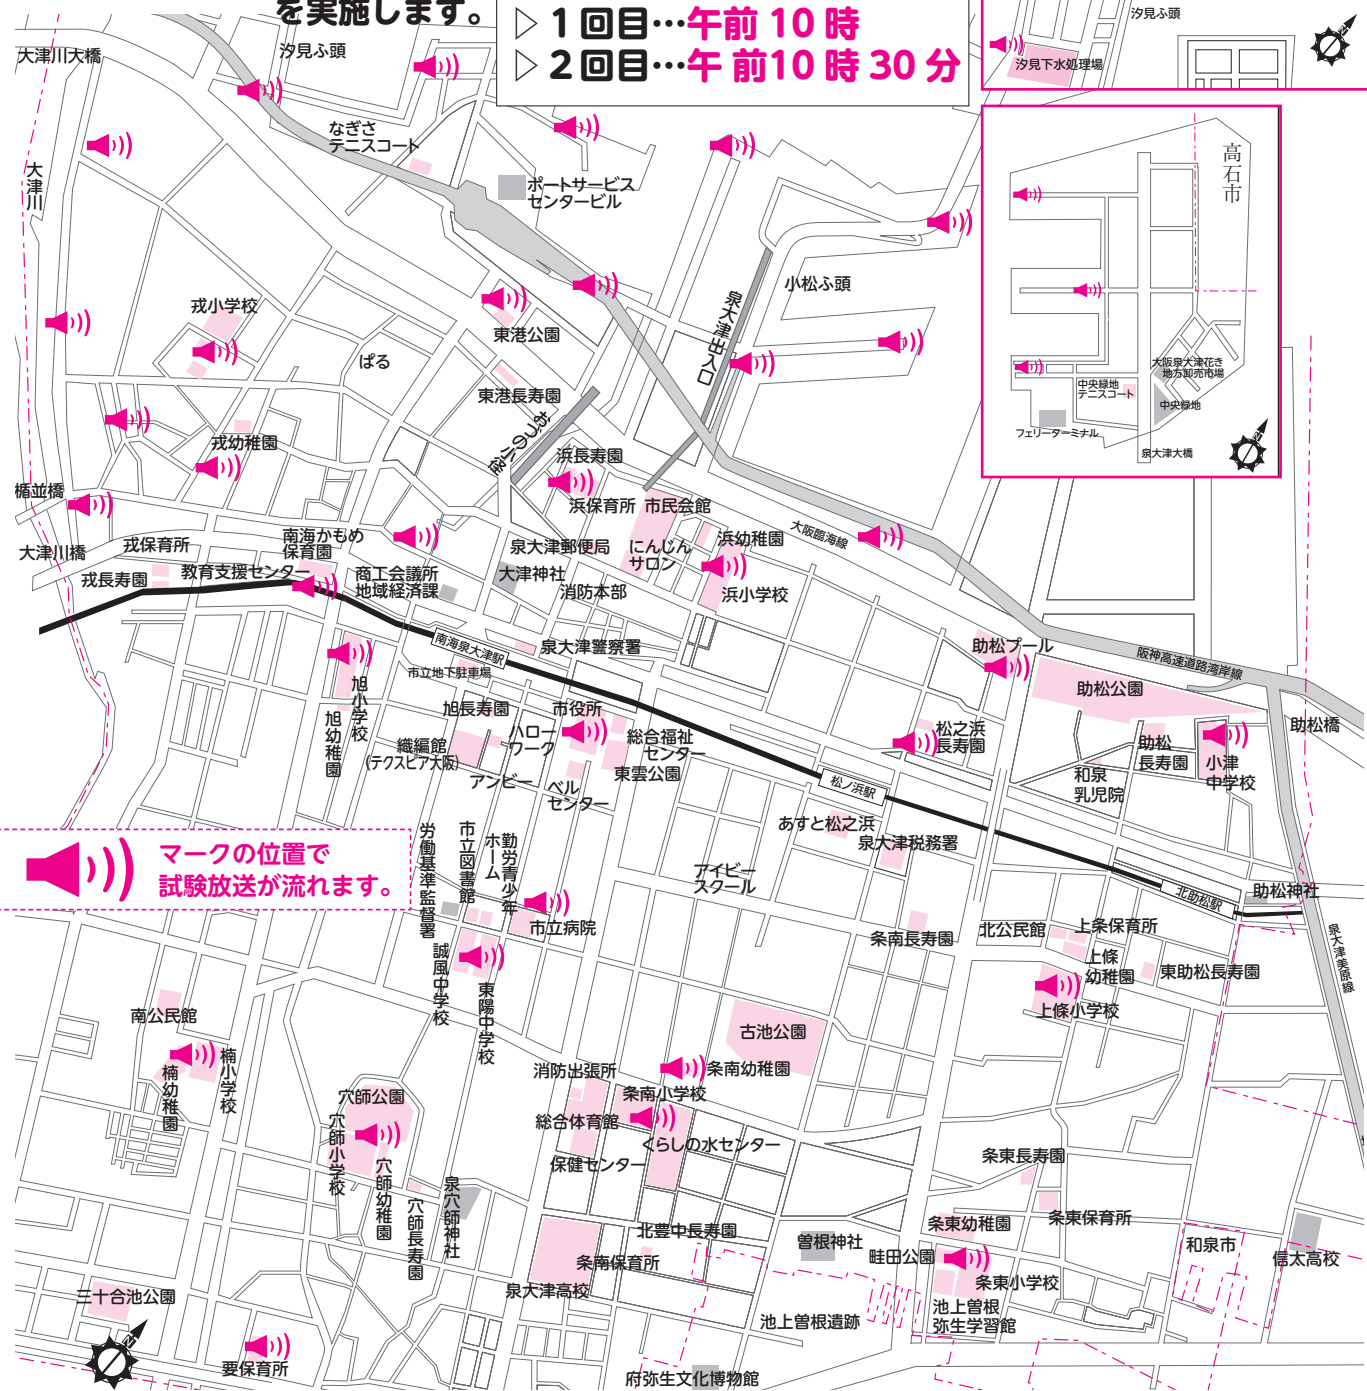 を実施します。
▷ 1回目…午前 10 時
▷ 2回目…午 前10 時 30 分
汐見ふ頭
汐見下水処理場
高石市
大阪泉大津花き
地方卸売市場
中央緑地
テニスコート
中央緑地
フェリーターミナル
泉大津大橋
大津川大橋
汐見ふ頭
なぎさ
テニスコート
大津川
ポートサービス
センタービル
小松ふ頭
泉大津出入口
戎小学校
東港公園
ぱる
東港長寿園
おづの小径
戎幼稚園
浜長寿園
浜保育所
市民会館
楯並橋
大津川橋
戎保育所
南海かもめ
保育園
泉大津郵便局
にんじん
サロン
浜幼稚園
大阪臨海線
戎長寿園
教育支援センター
商工会議所
地域経済課
大津神社
消防本部
浜小学校
南海泉大津駅
泉大津警察署
助松プール
阪神高速道路湾岸線
市立地下駐車場
旭小学校
旭幼稚園
旭長寿園
市役所
助松公園
助松橋
織編館
(テクスピア大阪)
ハロー
ワーク
総合福祉
センター
松之浜
長寿園
助松
長寿園
小津
中学校
アンビー
東雲公園
ベル
センター
和泉
乳児院
松ノ浜駅
マークの位置で
試験放送が流れます。
労働基準監督署
市立図書館
勤労青少年
ホーム
あすと松之浜
泉大津税務署
アイビー
スクール
北助松駅
助松神社
市立病院
条南長寿園
北公民館
上条保育所
泉大津美原線
誠風中学校
東陽中学校
上條
幼稚園
東助松長寿園
上條小学校
南公民館
古池公園
楠小学校
楠幼稚園
消防出張所
条南幼稚園
穴師公園
条南小学校
総合体育館
くらしの水センター
穴師小学校
保健センター
穴師幼稚園
穴師長寿園
泉穴師神社
条東長寿園
条東保育所
北豊中長寿園
条東幼稚園
曽根神社
畦田公園
和泉市
信太高校
条南保育所
条東小学校
泉大津高校
三十合池公園
池上曽根遺跡
池上曽根
弥生学習館
要保育所
府弥生文化博物館